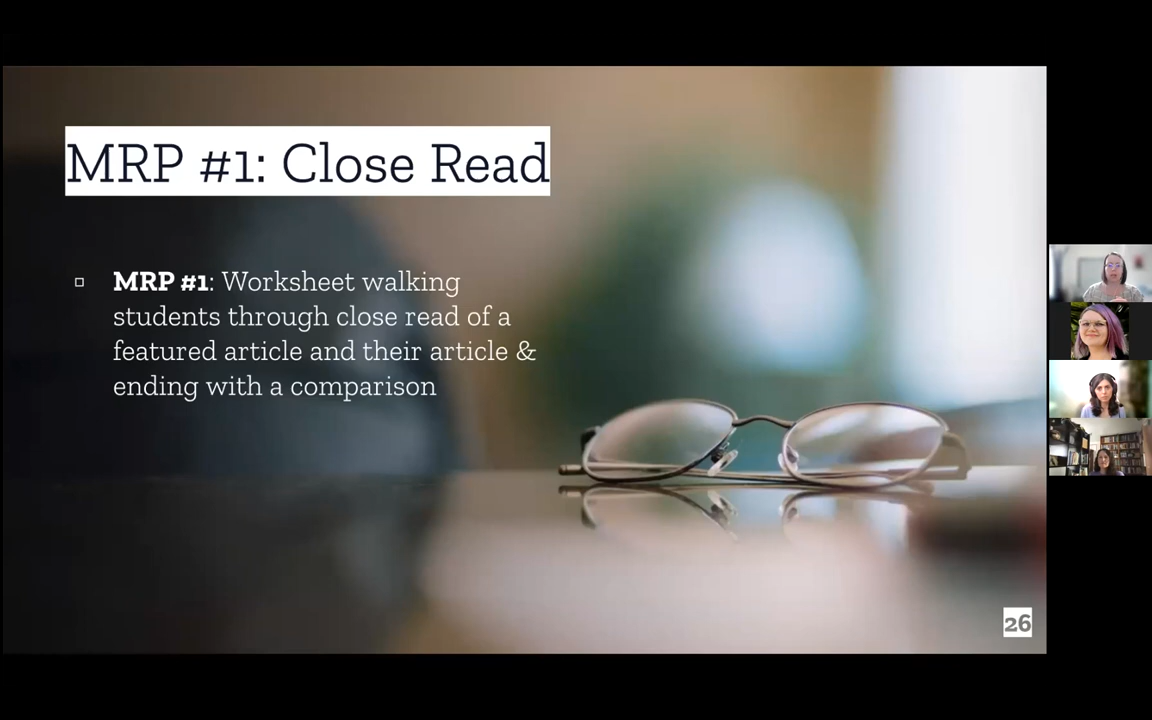 MRP #1: Close Read
MRP #1: Worksheet walking
students through close read of a
featured article and their article &
ending with a comparison
26